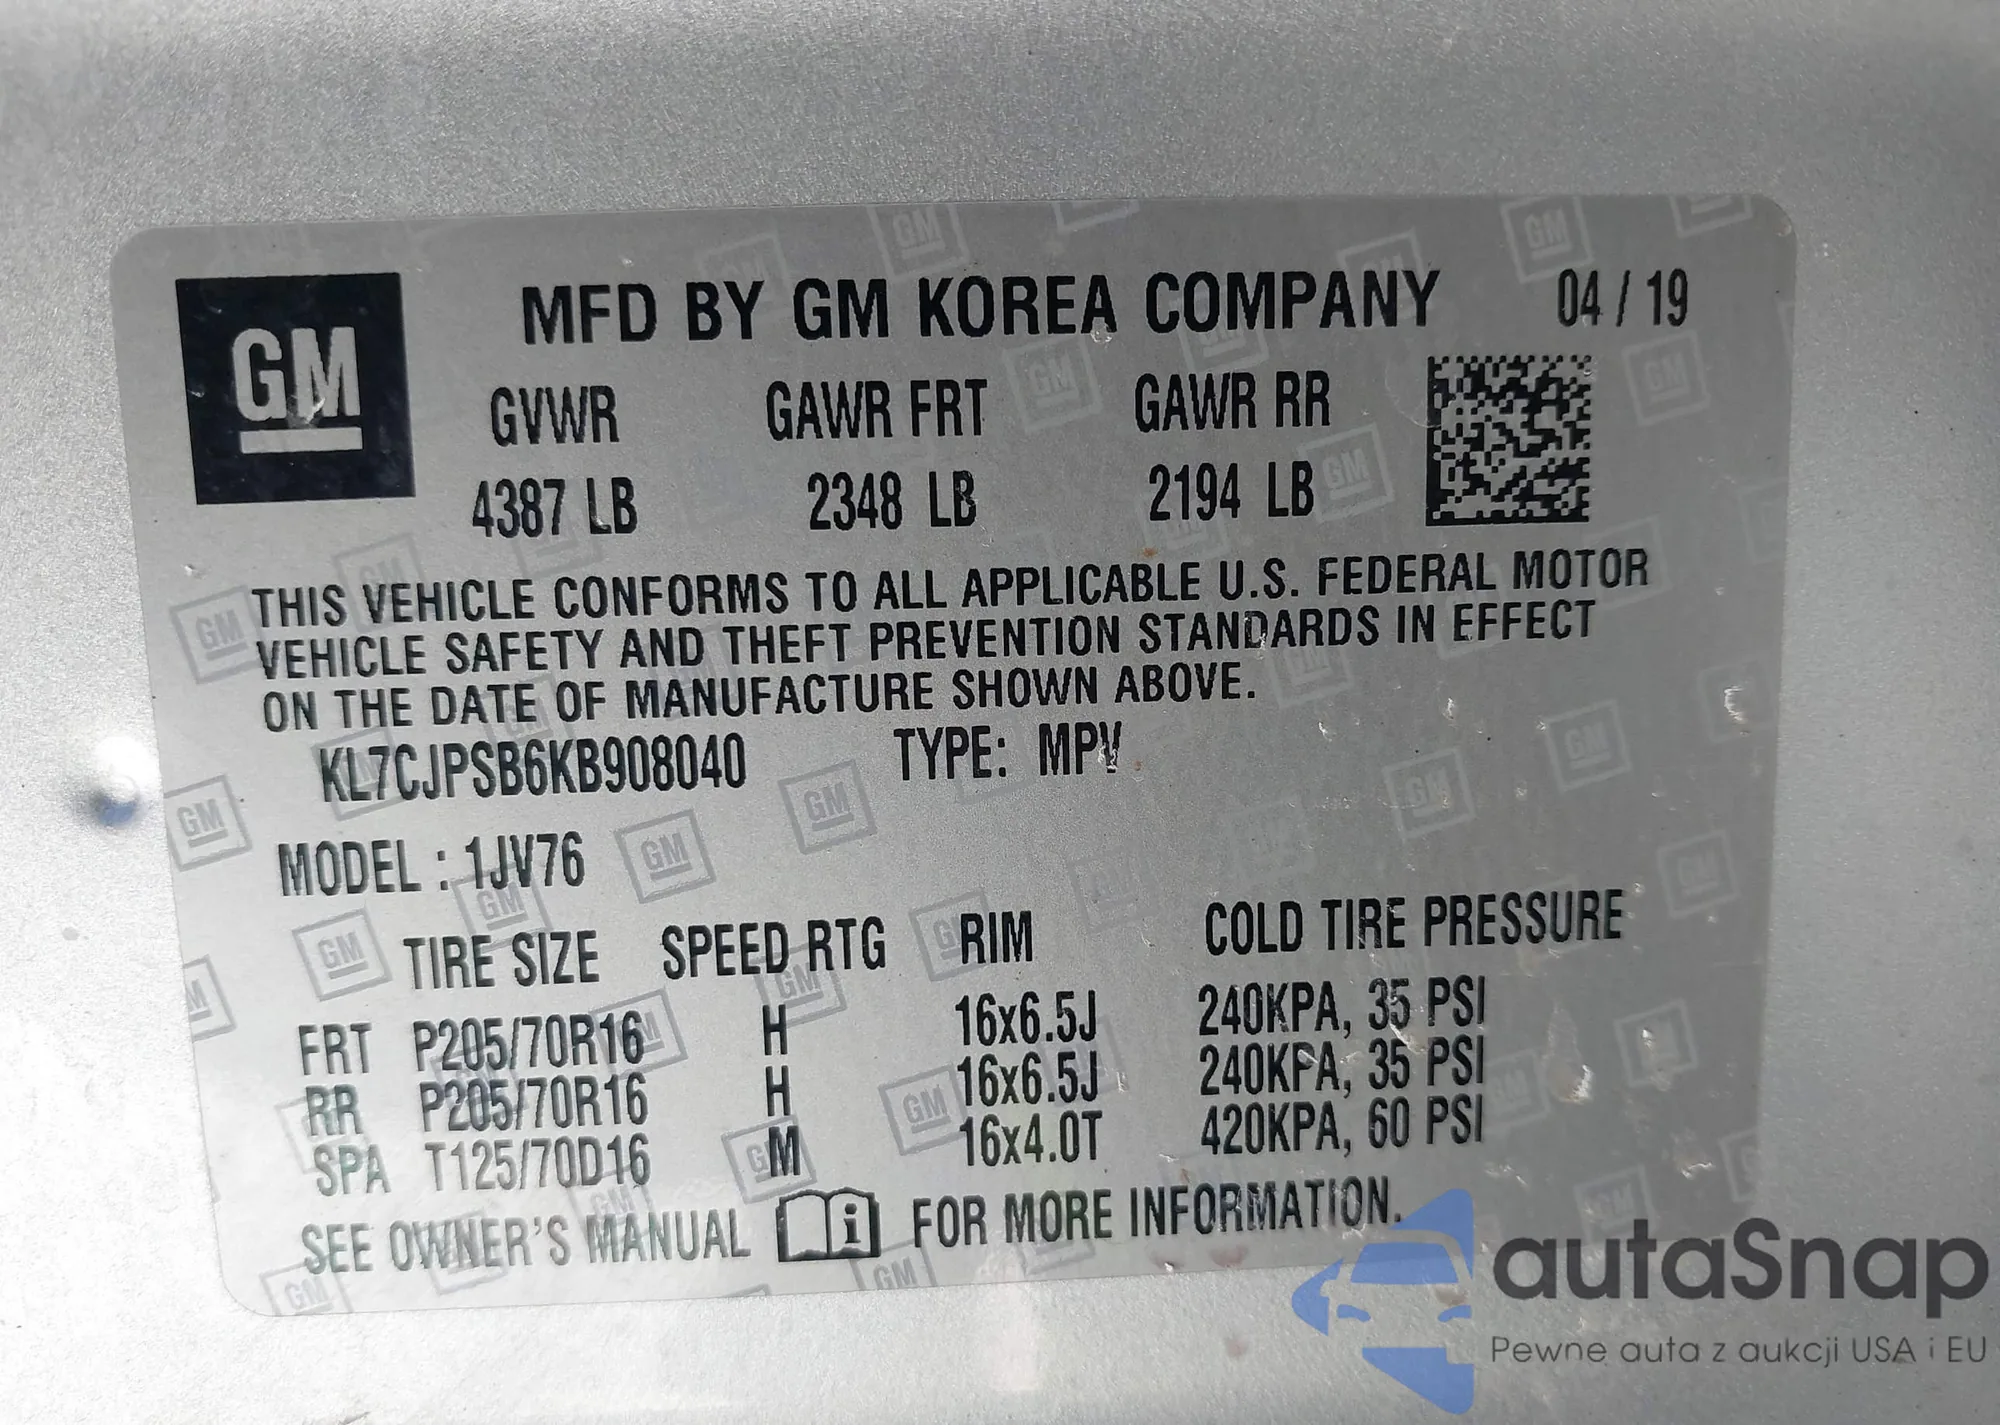 GM
MFD BY GM KOREA COMPANY 04 / 19
GVWR GAWR FRT GAWR RR
4387 LB 2348 LB 2194 LB
THIS VEHICLE CONFORMS TO ALL APPLICABLE U.S. FEDERAL MOTOR
VEHICLE SAFETY AND THEFT PREVENTION STANDARDS IN EFFECT
ON THE DATE OF MANUFACTURE SHOWN ABOVE.
KL7CJPSB6KB908040 TYPE: MPV
MODEL : 1JV76
TIRE SIZE SPEED RTG RIM COLD TIRE PRESSURE
FRT P205/70R16 H 16x6.5J 240KPA, 35 PSI
RR P205/70R16 H 16x6.5J 240KPA, 35 PSI
SPA T125/70D16 M 16x4.0T 420KPA, 60 PSI
SEE OWNER'S MANUAL i FOR MORE INFORMATION.
autaSnap
Pewne auta z aukcji USA i EU